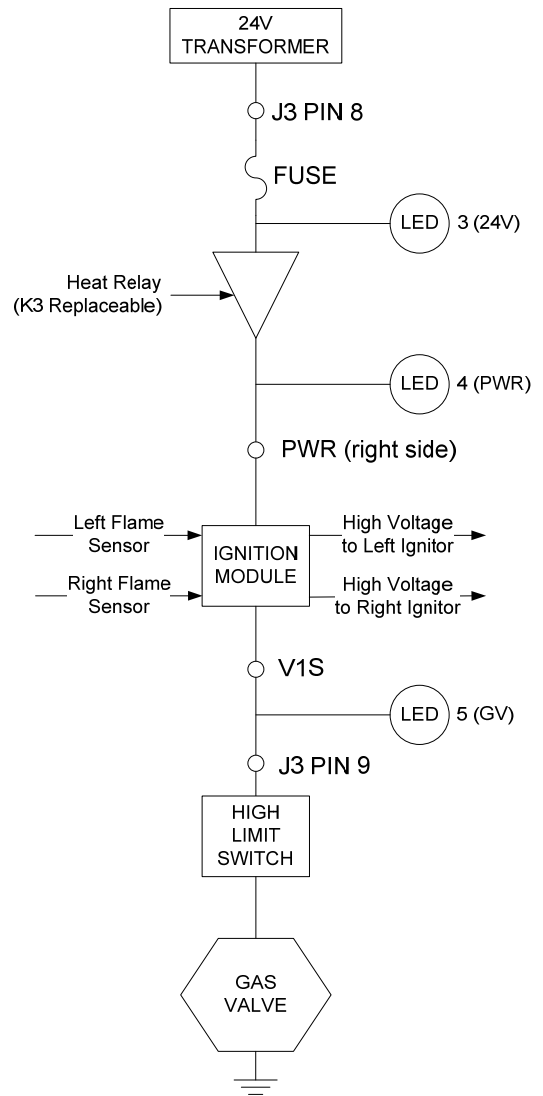 24V
TRANSFORMER
J3 PIN 8
FUSE
LED 3 (24V)
Heat Relay
(K3 Replaceable)
LED 4 (PWR)
PWR (right side)
Left Flame
Sensor
Right Flame
Sensor
IGNITION
MODULE
High Voltage
to Left Ignitor
High Voltage
to Right Ignitor
V1S
LED 5 (GV)
J3 PIN 9
HIGH
LIMIT
SWITCH
GAS
VALVE